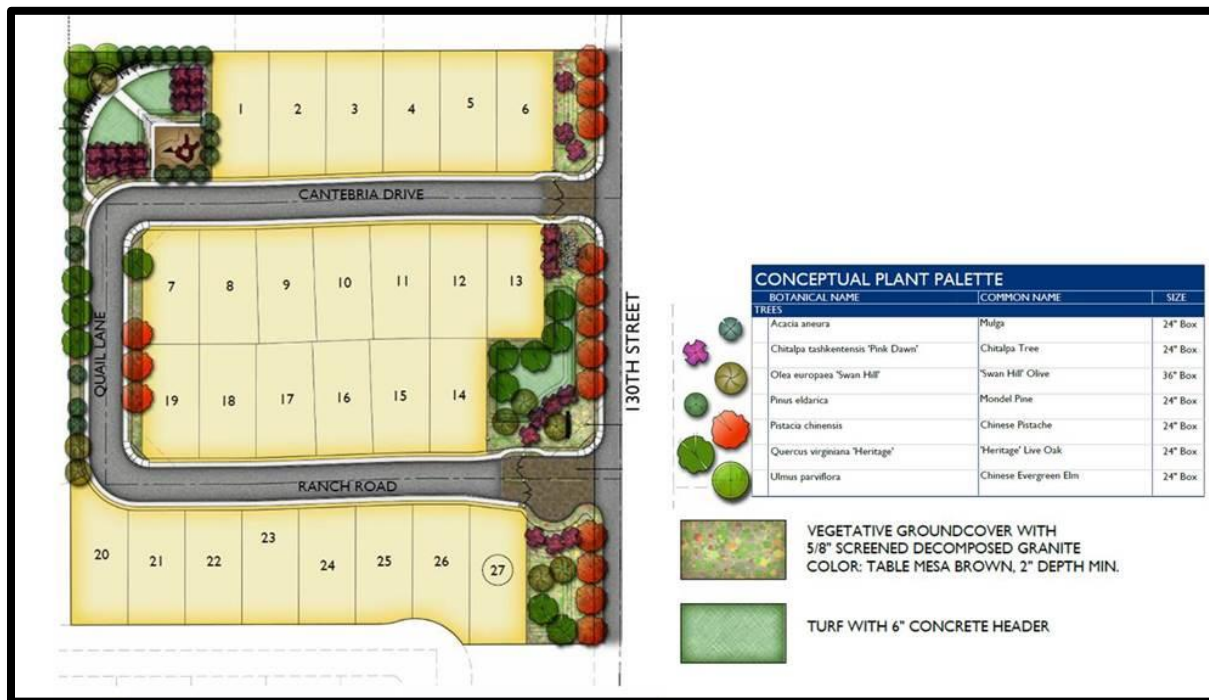 1 2 3 4 5 6
CANTEBRIA DRIVE
7 8 9 10 11 12 13
QUAIL LANE
130TH STREET
19 18 17 16 15 14
RANCH ROAD
20 21 22 23 24 25 26 27
CONCEPTUAL PLANT PALETTE
BOTANICAL NAME COMMON NAME SIZE
TREES
Acacia aneura Mulga 24" Box
Chitalpa tashkentensis 'Pink Dawn' Chitalpa Tree 24" Box
Olea europaea 'Swan Hill' 'Swan Hill' Olive 36" Box
Pinus eldarica Mondel Pine 24" Box
Pistacia chinensis Chinese Pistache 24" Box
Quercus virginiana 'Heritage' 'Heritage' Live Oak 24" Box
Ulmus parviflora Chinese Evergreen Elm 24" Box
VEGETATIVE GROUNDCOVER WITH
5/8" SCREENED DECOMPOSED GRANITE
COLOR: TABLE MESA BROWN, 2" DEPTH MIN.
TURF WITH 6" CONCRETE HEADER